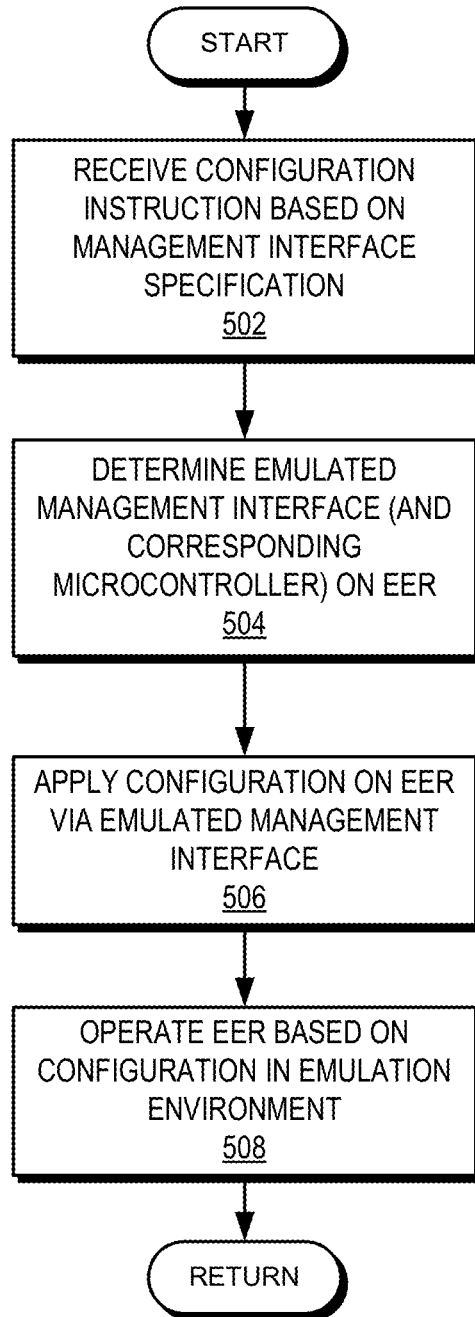 START
RECEIVE CONFIGURATION
INSTRUCTION BASED ON
MANAGEMENT INTERFACE
SPECIFICATION
502
DETERMINE EMULATED
MANAGEMENT INTERFACE (AND
CORRESPONDING
MICROCONTROLLER) ON EER
504
APPLY CONFIGURATION ON EER
VIA EMULATED MANAGEMENT
INTERFACE
506
OPERATE EER BASED ON
CONFIGURATION IN EMULATION
ENVIRONMENT
508
RETURN